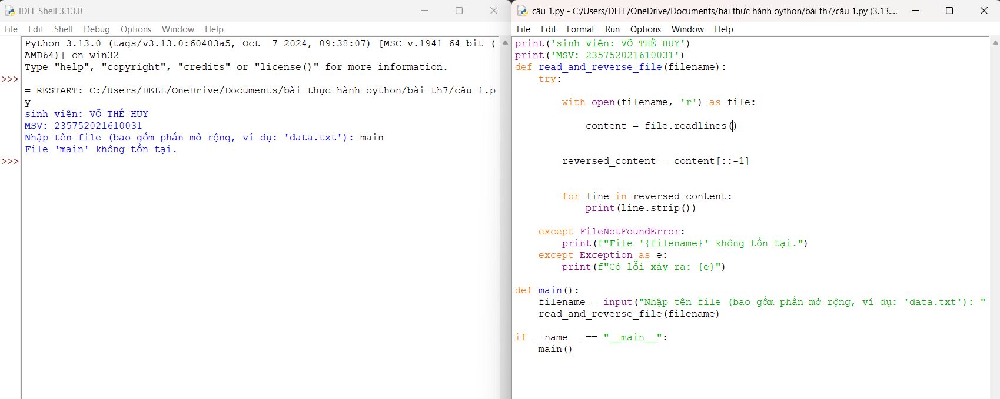 IDLE Shell 3.13.0
File Edit Shell Debug Options Window Help
Python 3.13.0 (tags/v3.13.0:60403a5, Oct  7 2024, 09:38:07) [MSC v.1941 64 bit (
AMD64)] on win32
Type "help", "copyright", "credits" or "license()" for more information.
>>>
= RESTART: C:/Users/DELL/OneDrive/Documents/bài thực hành oython/bài th7/câu 1.p
y
sinh viên: VÕ THẾ HUY
MSV: 235752021610031
Nhập tên file (bao gồm phần mở rộng, ví dụ: 'data.txt'): main
File 'main' không tồn tại.
>>>
câu 1.py - C:/Users/DELL/OneDrive/Documents/bài thực hành oython/bài th7/câu 1.py (3.13....
File Edit Format Run Options Window Help
print('sinh viên: VÕ THẾ HUY')
print('MSV: 235752021610031')
def read_and_reverse_file(filename):
    try:
        with open(filename, 'r') as file:
            content = file.readlines()
        reversed_content = content[::-1]
        for line in reversed_content:
            print(line.strip())
    except FileNotFoundError:
        print(f"File '{filename}' không tồn tại.")
    except Exception as e:
        print(f"Có lỗi xảy ra: {e}")
def main():
    filename = input("Nhập tên file (bao gồm phần mở rộng, ví dụ: 'data.txt'): "
    read_and_reverse_file(filename)
if __name__ == "__main__":
    main()